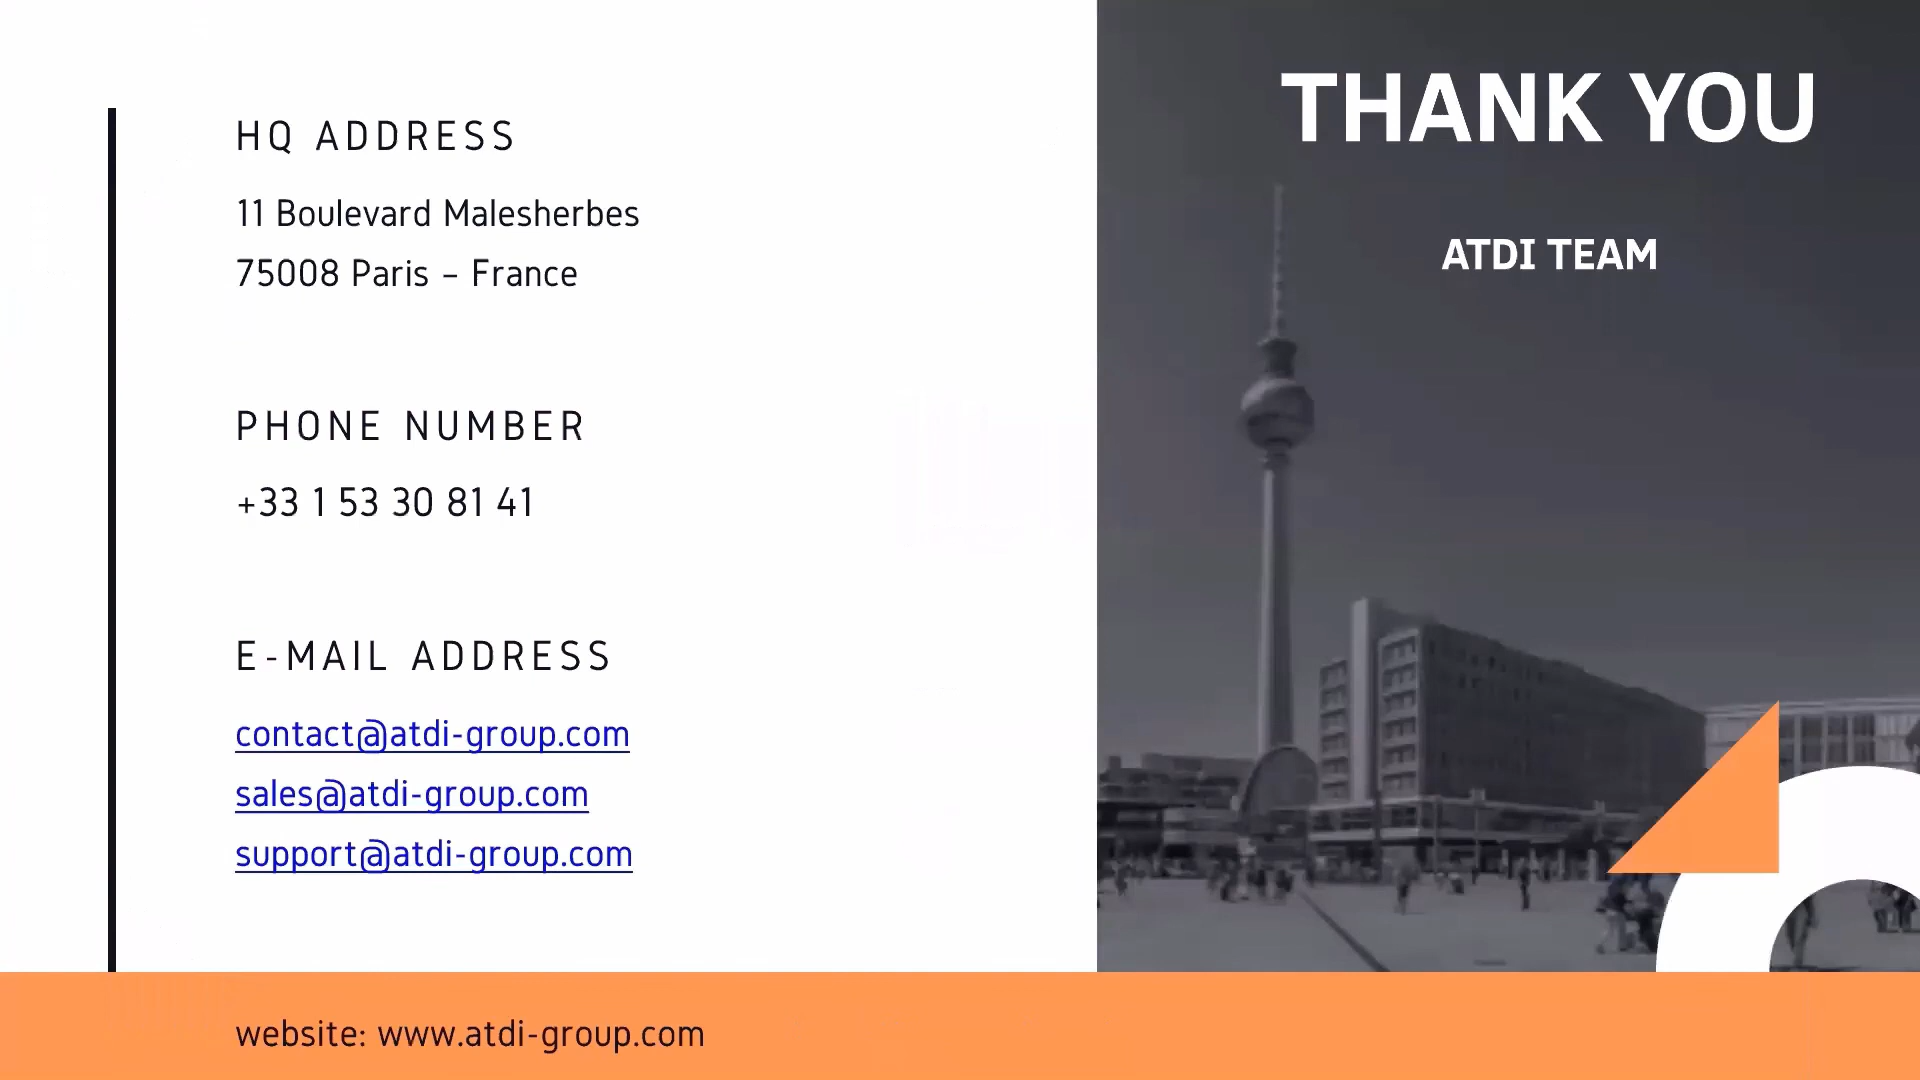 HQ ADDRESS
11 Boulevard Malesherbes
75008 Paris – France
PHONE NUMBER
+33 1 53 30 81 41
E-MAIL ADDRESS
contact@atdi-group.com
sales@atdi-group.com
support@atdi-group.com
website: www.atdi-group.com
THANK YOU
ATDI TEAM